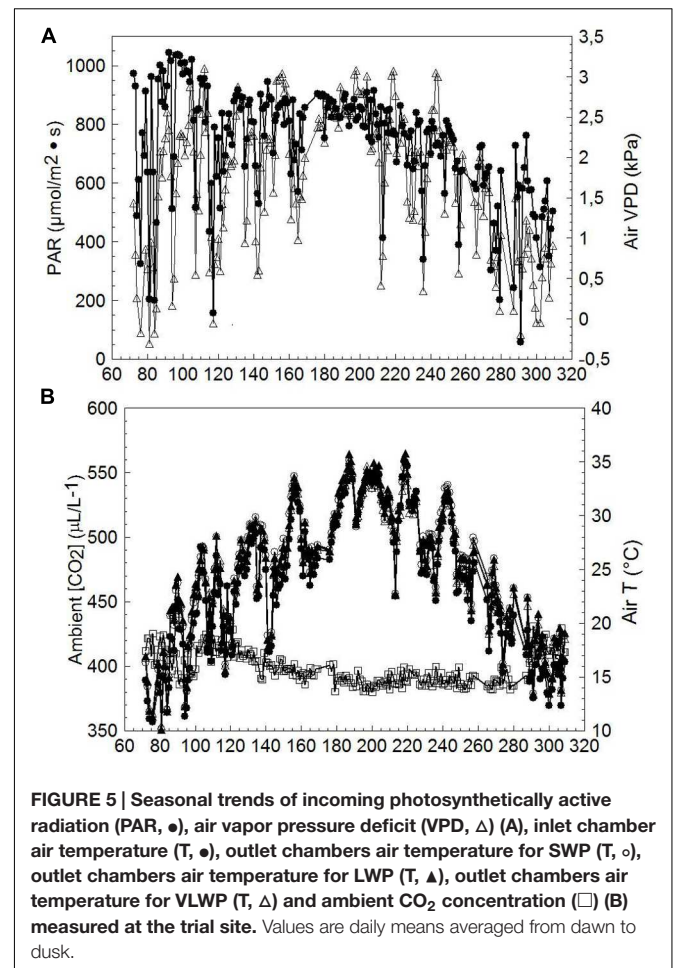 A
1000
800
600
400
200
0
PAR (µmol/m2 • s)
3,5
3
2,5
2
1,5
1
0,5
0
-0,5
Air VPD (kPa)
60 80 100 120 140 160 180 200 220 240 260 280 300 320
B
600
550
500
450
400
350
Ambient [CO2] (µL/L-1)
40
35
30
25
20
15
10
Air T (°C)
60 80 100 120 140 160 180 200 220 240 260 280 300 320
FIGURE 5 | Seasonal trends of incoming photosynthetically active
radiation (PAR, ●), air vapor pressure deficit (VPD, △) (A), inlet chamber
air temperature (T, ●), outlet chambers air temperature for SWP (T, ○),
outlet chambers air temperature for LWP (T, ▲), outlet chambers air
temperature for VLWP (T, △) and ambient CO₂ concentration (□) (B)
measured at the trial site. Values are daily means averaged from dawn to
dusk.